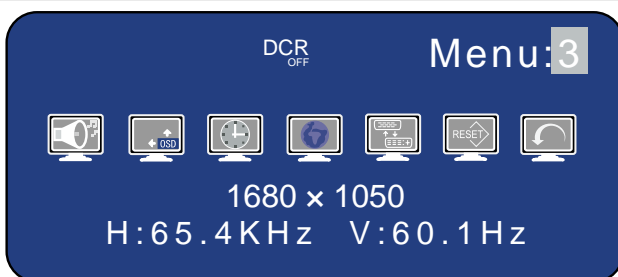 DCR
OFF
Menu:3
OSD
RESET
1680 × 1050
H:65.4KHz V:60.1Hz